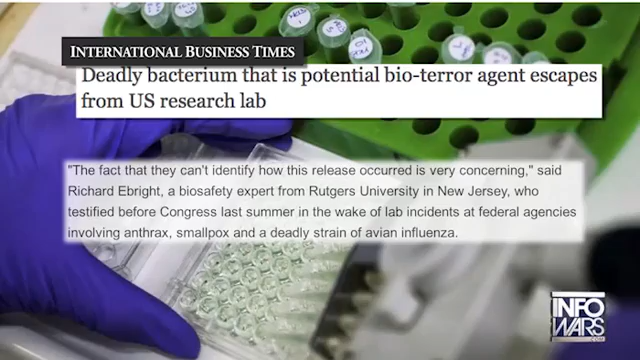 INTERNATIONAL BUSINESS TIMES
Deadly bacterium that is potential bio-terror agent escapes
from US research lab
"The fact that they can't identify how this release occurred is very concerning," said
Richard Ebright, a biosafety expert from Rutgers University in New Jersey, who
testified before Congress last summer in the wake of lab incidents at federal agencies
involving anthrax, smallpox and a deadly strain of avian influenza.
INFO
WARS
.COM